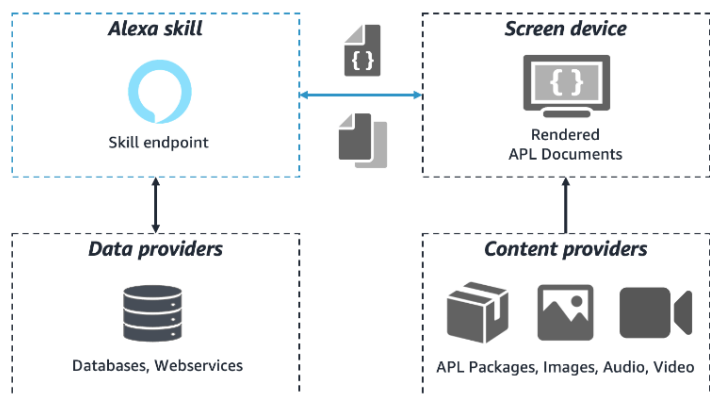 Alexa skill
Skill endpoint
{ }
Screen device
{ }
Rendered
APL Documents
Data providers
Databases, Webservices
Content providers
APL Packages, Images, Audio, Video